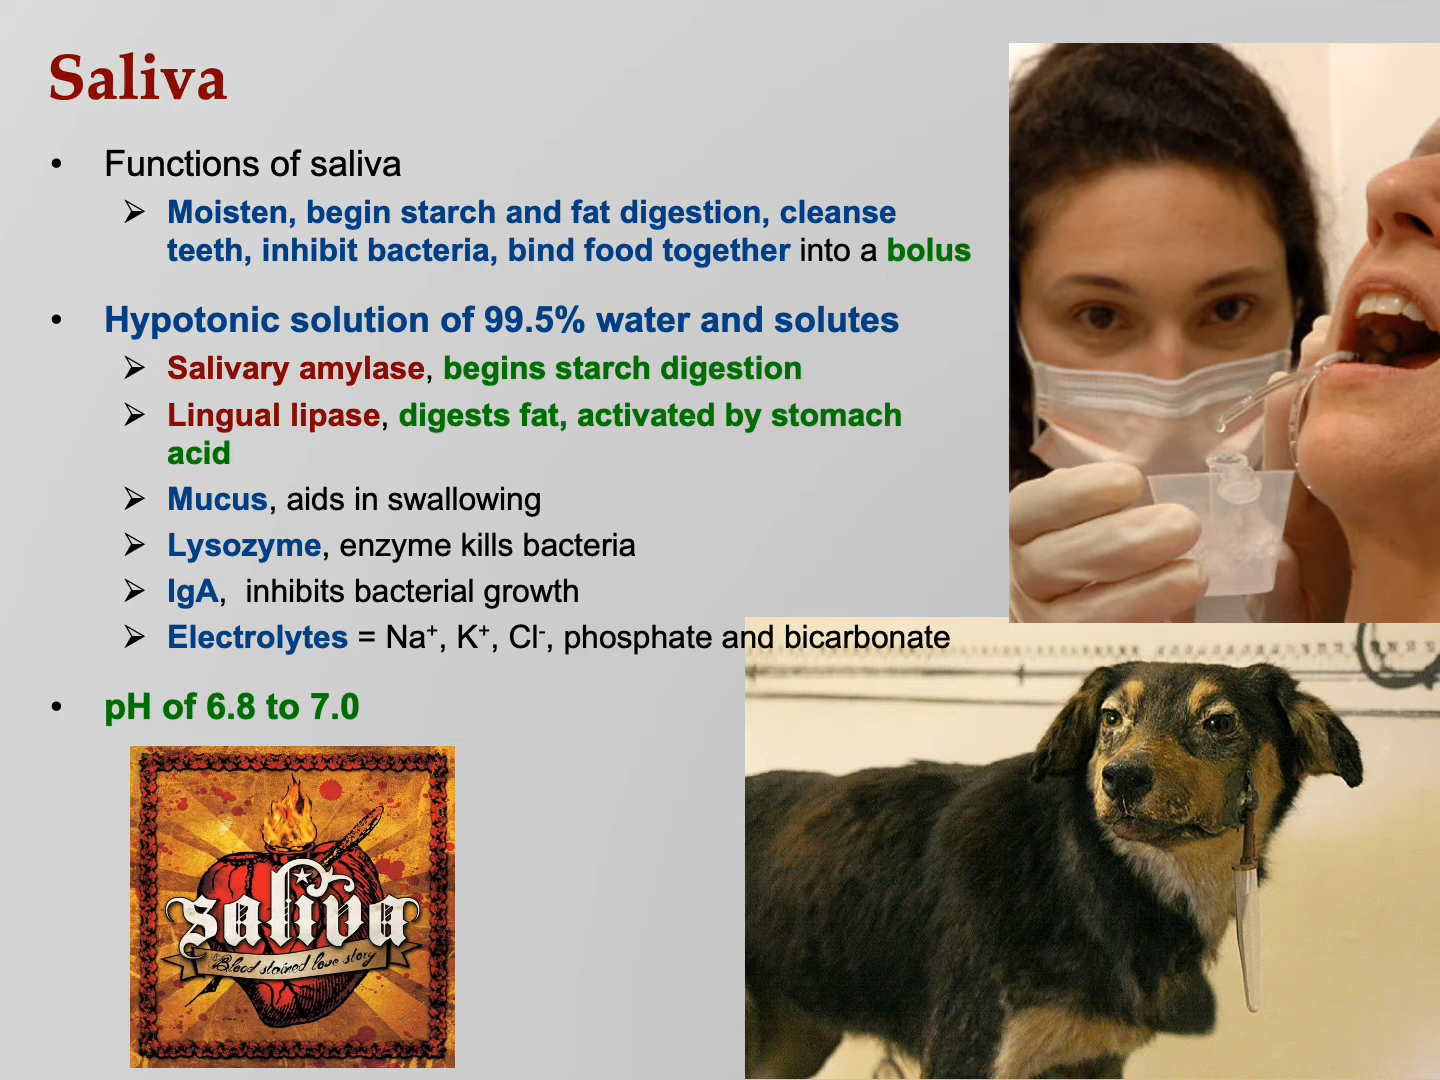 Saliva
• Functions of saliva
➢ Moisten, begin starch and fat digestion, cleanse
teeth, inhibit bacteria, bind food together into a bolus
• Hypotonic solution of 99.5% water and solutes
➢ Salivary amylase, begins starch digestion
➢ Lingual lipase, digests fat, activated by stomach
acid
➢ Mucus, aids in swallowing
➢ Lysozyme, enzyme kills bacteria
➢ IgA,  inhibits bacterial growth
➢ Electrolytes = Na⁺, K⁺, Cl⁻, phosphate and bicarbonate
• pH of 6.8 to 7.0
saliva
Blood stained love story